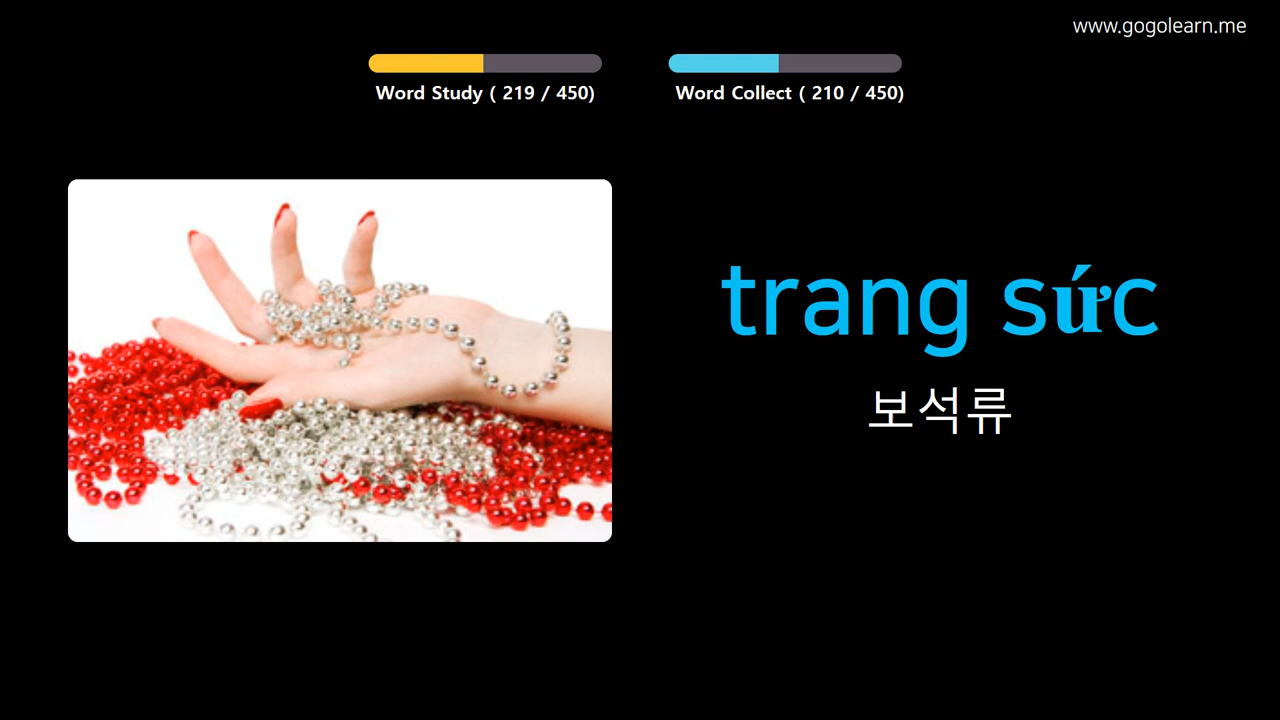 www.gogolearn.me
Word Study ( 219 / 450)
Word Collect ( 210 / 450)
trang sức
보석류